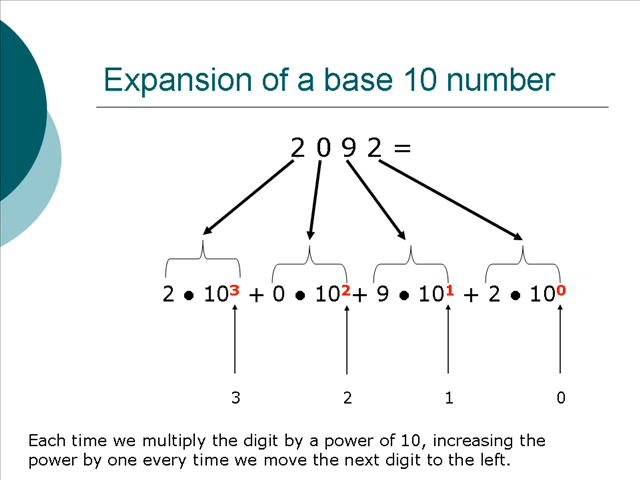 Expansion of a base 10 number
2 0 9 2 =
2 • 10³ + 0 • 10² + 9 • 10¹ + 2 • 10⁰
3 2 1 0
Each time we multiply the digit by a power of 10, increasing the
power by one every time we move the next digit to the left.